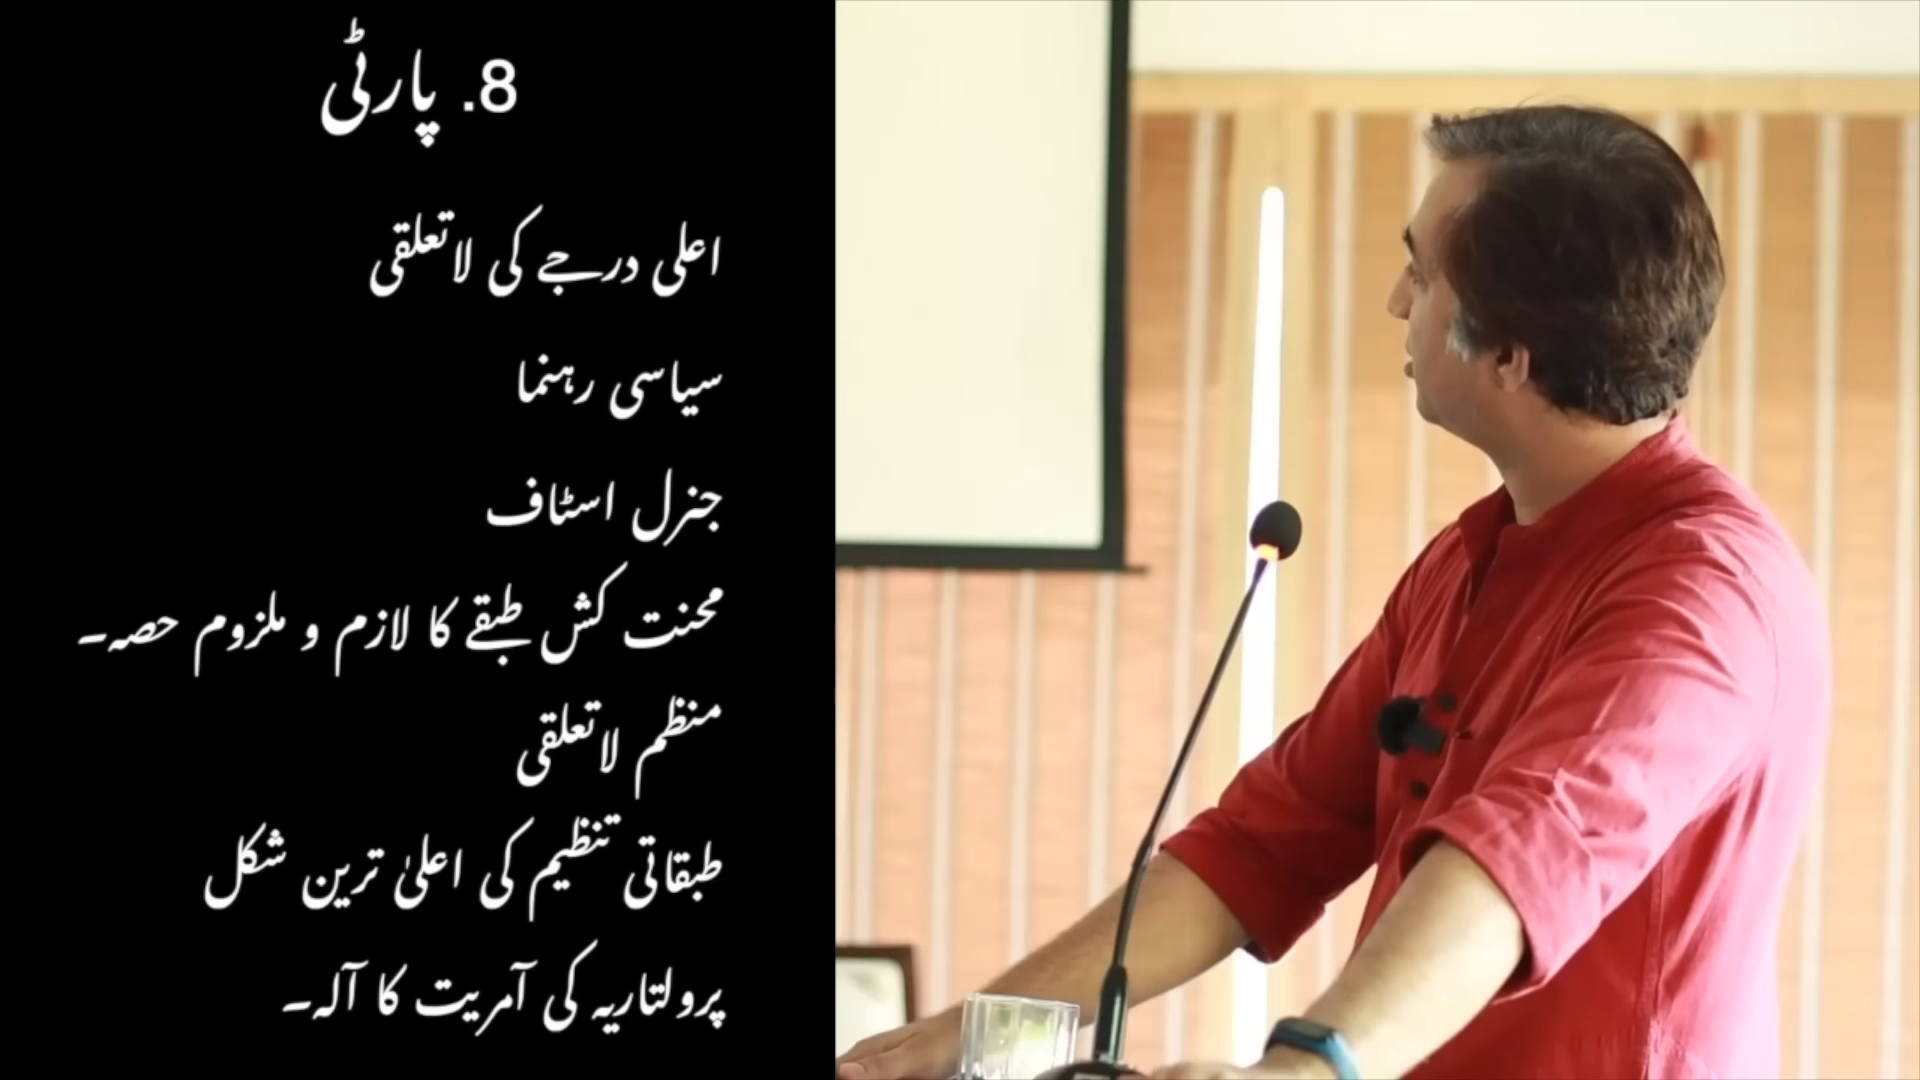 8. پارٹی
اعلی درجے کی لاتعلقی
سیاسی رہنما
جنرل اسٹاف
محنت کش طبقے کا لازم و ملزوم حصہ۔
منظم لاتعلقی
طبقاتی تنظیم کی اعلیٰ ترین شکل
پرولتاریہ کی آمریت کا آلہ۔